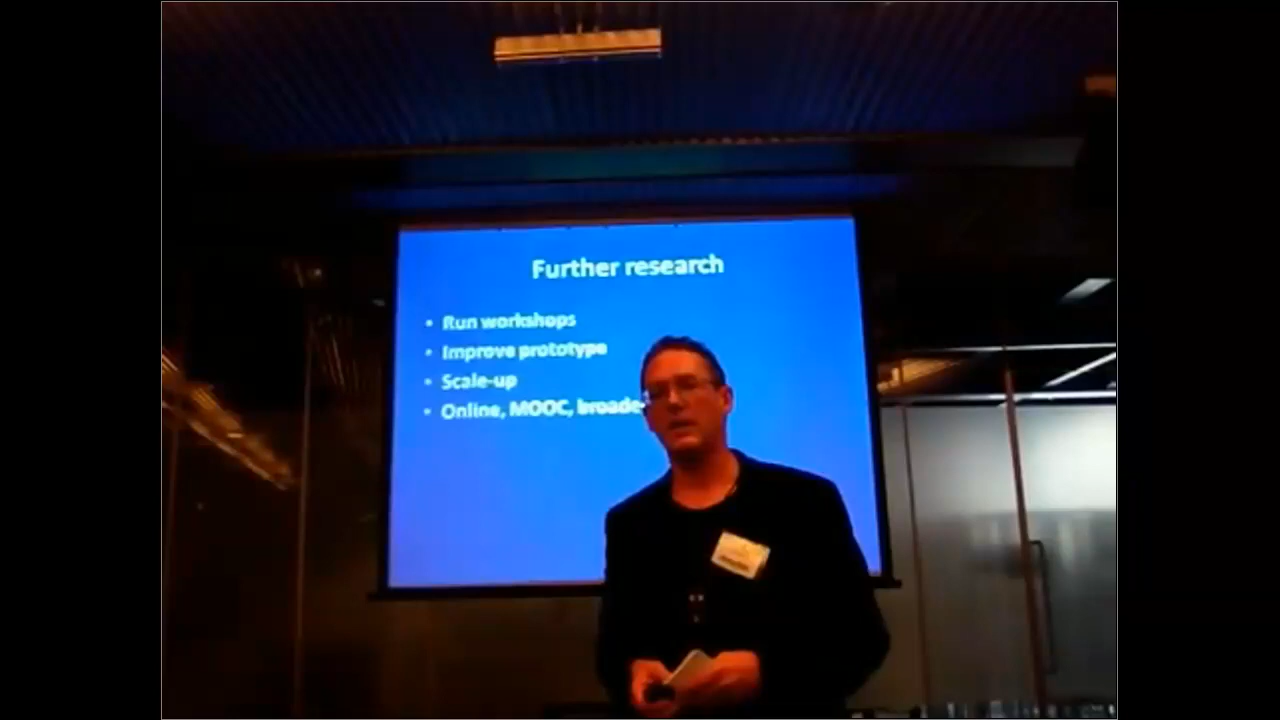 Further research
• Run workshops
• Improve prototype
• Scale-up
• Online, MOOC,